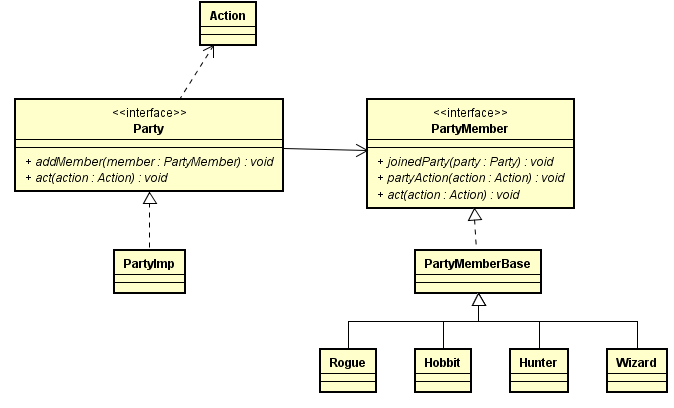 Action
<<interface>>
Party
+ addMember(member : PartyMember) : void
+ act(action : Action) : void
<<interface>>
PartyMember
+ joinedParty(party : Party) : void
+ partyAction(action : Action) : void
+ act(action : Action) : void
PartyImp
PartyMemberBase
Rogue
Hobbit
Hunter
Wizard